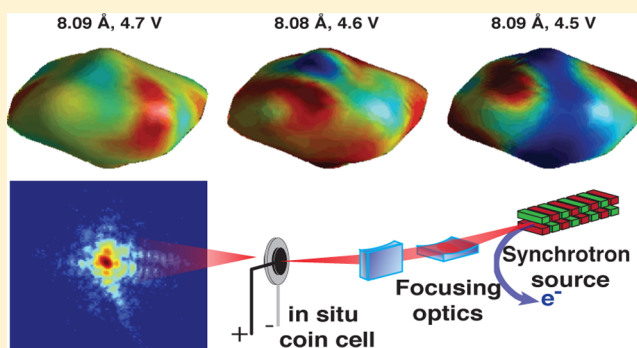 8.09 Å, 4.7 V
8.08 Å, 4.6 V
8.09 Å, 4.5 V
Synchrotron
source
Focusing
optics
e-
in situ
coin cell
+
-